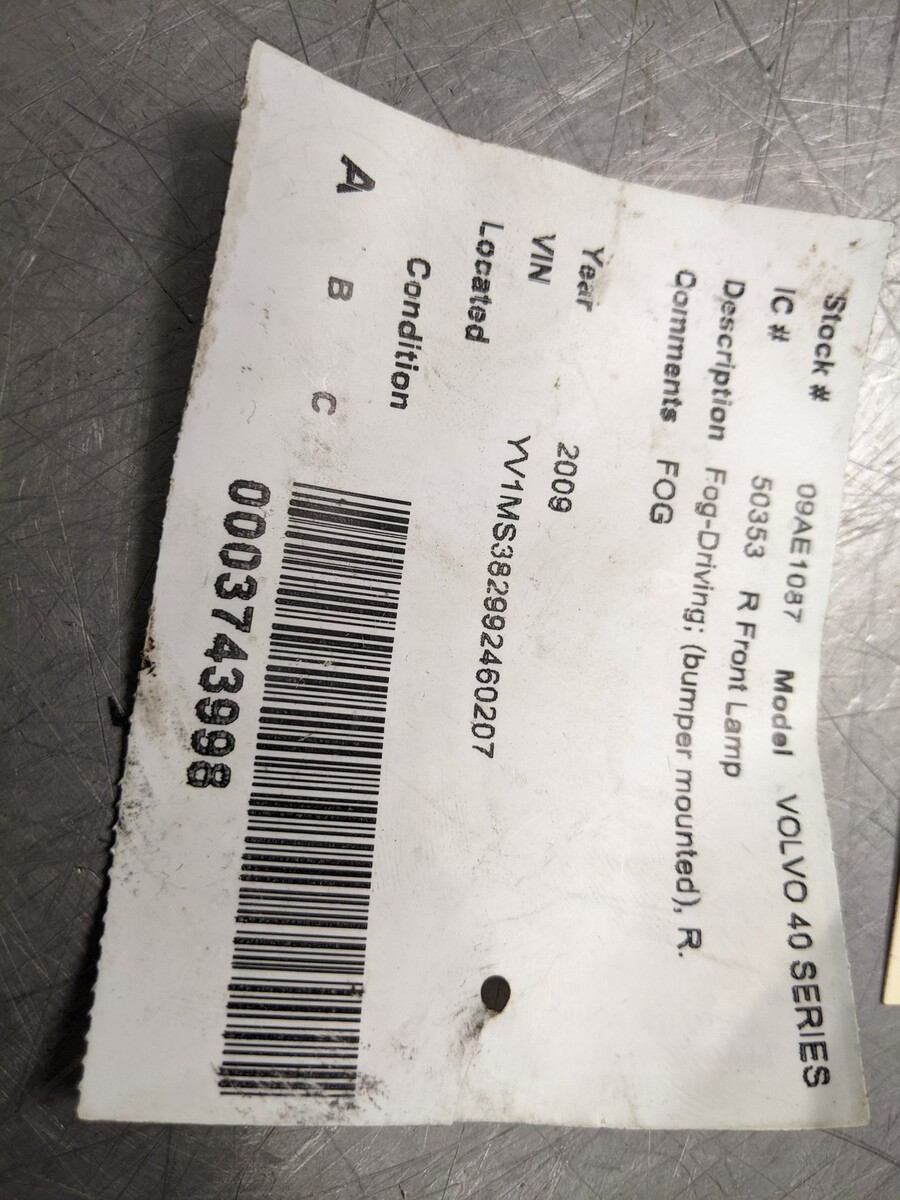 Stock # 09AE1087 Model VOLVO 40 SERIES
IC # 50353 R Front Lamp
Description Fog-Driving; (bumper mounted), R.
Comments FOG
Year 2009
VIN YV1MS382992460207
Located
Condition
A B C
0003743998